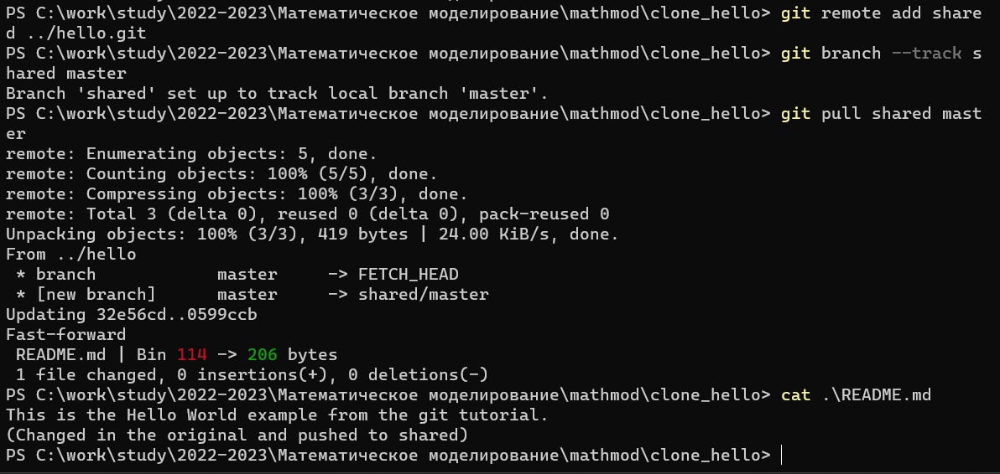 PS C:\work\study\2022-2023\Математическое моделирование\mathmod\clone_hello> git remote add share
d ../hello.git
PS C:\work\study\2022-2023\Математическое моделирование\mathmod\clone_hello> git branch --track s
hared master
Branch 'shared' set up to track local branch 'master'.
PS C:\work\study\2022-2023\Математическое моделирование\mathmod\clone_hello> git pull shared mast
er
remote: Enumerating objects: 5, done.
remote: Counting objects: 100% (5/5), done.
remote: Compressing objects: 100% (3/3), done.
remote: Total 3 (delta 0), reused 0 (delta 0), pack-reused 0
Unpacking objects: 100% (3/3), 419 bytes | 24.00 KiB/s, done.
From ../hello
 * branch            master     -> FETCH_HEAD
 * [new branch]      master     -> shared/master
Updating 32e56cd..0599ccb
Fast-forward
 README.md | Bin 114 -> 206 bytes
 1 file changed, 0 insertions(+), 0 deletions(-)
PS C:\work\study\2022-2023\Математическое моделирование\mathmod\clone_hello> cat .\README.md
This is the Hello World example from the git tutorial.
(Changed in the original and pushed to shared)
PS C:\work\study\2022-2023\Математическое моделирование\mathmod\clone_hello>